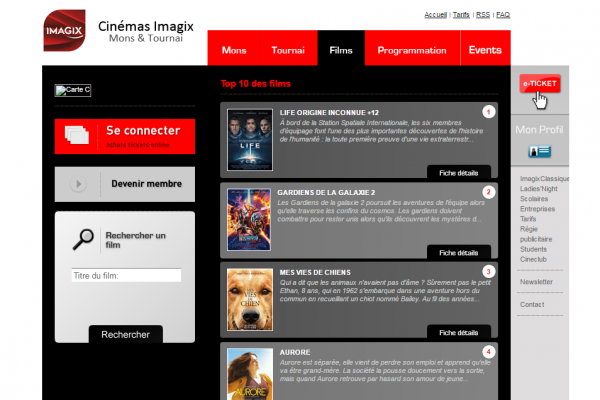 IMAGIX
Cinémas Imagix
Mons & Tournai
Accueil | Tarifs | RSS | FAQ
Mons
Tournai
Films
Programmation
Events
Carte C
Se connecter
achats tickets online
Devenir membre
Rechercher un
film
Titre du film:
Rechercher
Top 10 des films
LIFE ORIGINE INCONNUE +12
1
À bord de la Station Spatiale Internationale, les six membres
d'équipage font l'une des plus importantes découvertes de l'histoire
de l'humanité : la toute première preuve d'une vie extraterrestr...
LIFE
Fiche détails
GARDIENS DE LA GALAXIE 2
2
Les Gardiens de la galaxie 2 poursuit les aventures de l'équipe alors
qu'elle traverse les confins du cosmos. Les gardiens doivent
combattre pour rester unis alors qu'ils découvrent les mystères d...
Fiche détails
MES VIES DE CHIENS
3
Qui a dit que les animaux n'avaient pas d'âme ? Sûrement pas le petit
Ethan, 8 ans, qui en 1962 s'embarque dans une aventure hors du
commun en recueillant un chiot nommé Bailey. Au fil des années...
MES
VIES DE
CHIEN
Fiche détails
AURORE
4
Aurore est séparée, elle vient de perdre son emploi et apprend qu'elle
va être grand-mère. La société la pousse doucement vers la sortie,
mais quand Aurore retrouve par hasard son amour de jeune...
e-TICKET
Mon Profil
ImagixClassique
Ladies'Night
Scolaires
Entreprises
Tarifs
Régie
publicitaire
Students
Cineclub
Newsletter
Contact